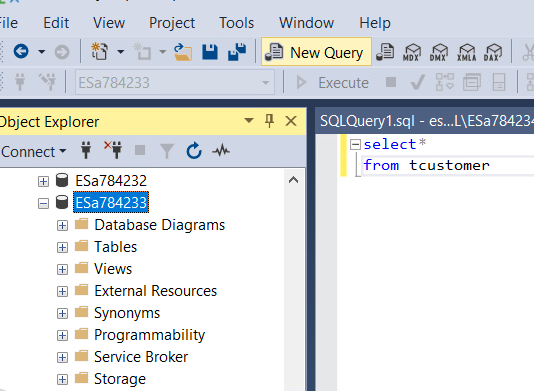 File Edit View Project Tools Window Help
New Query MDX DMX XMLA DAX
ESa784233 Execute
Object Explorer
Connect
ESa784232
ESa784233
Database Diagrams
Tables
Views
External Resources
Synonyms
Programmability
Service Broker
Storage
SQLQuery1.sql - es...L\ESa784234
select*
from tcustomer